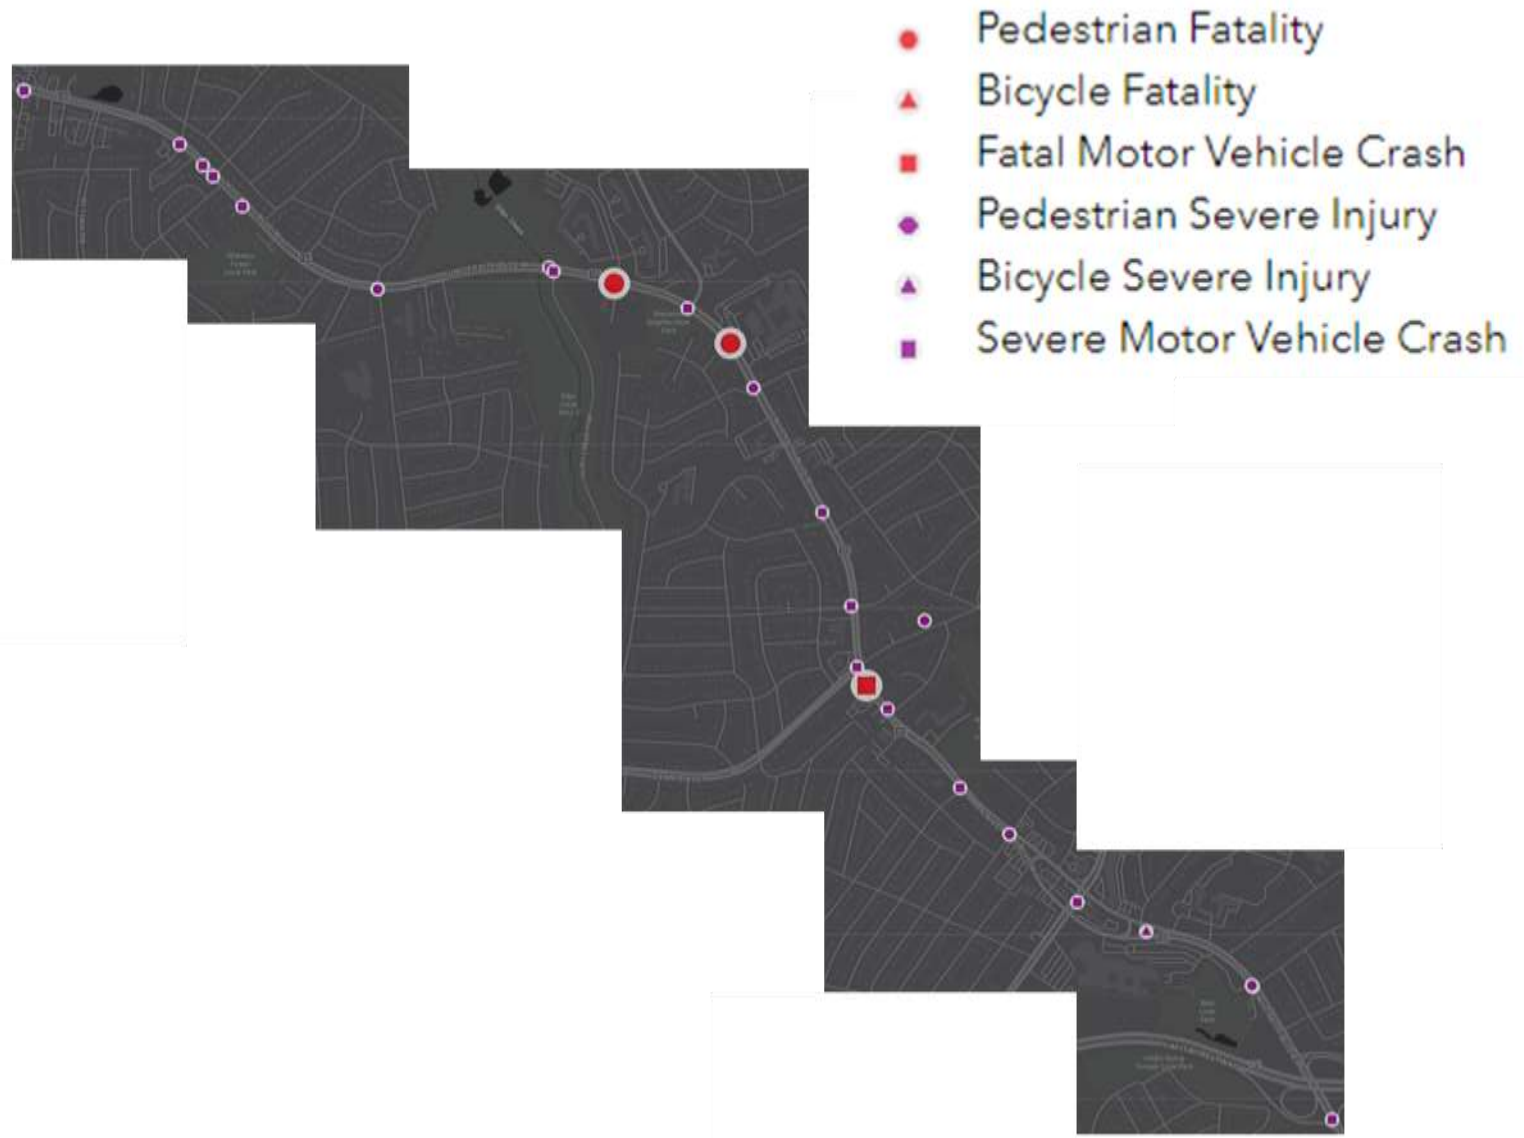 Pedestrian Fatality
Bicycle Fatality
Fatal Motor Vehicle Crash
Pedestrian Severe Injury
Bicycle Severe Injury
Severe Motor Vehicle Crash